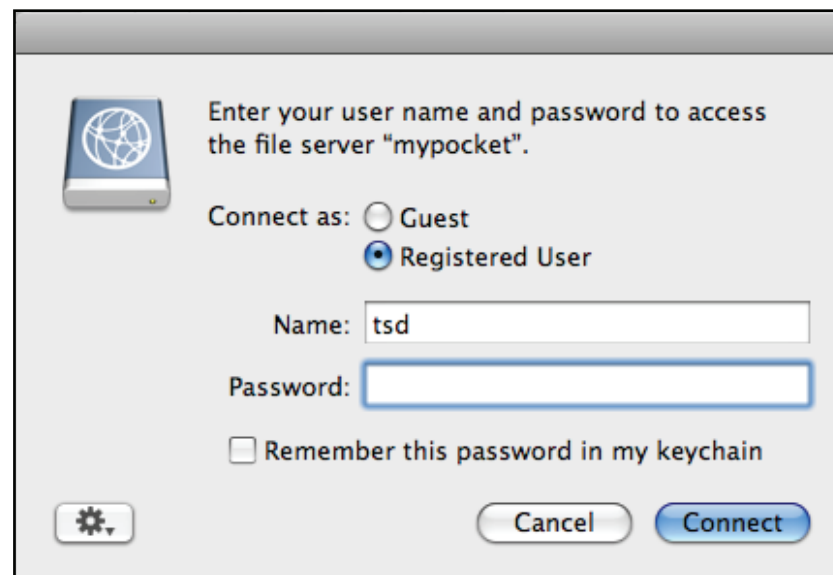 Enter your user name and password to access
the file server “mypocket”.
Connect as: Guest
Registered User
Name: tsd
Password:
Remember this password in my keychain
Cancel Connect